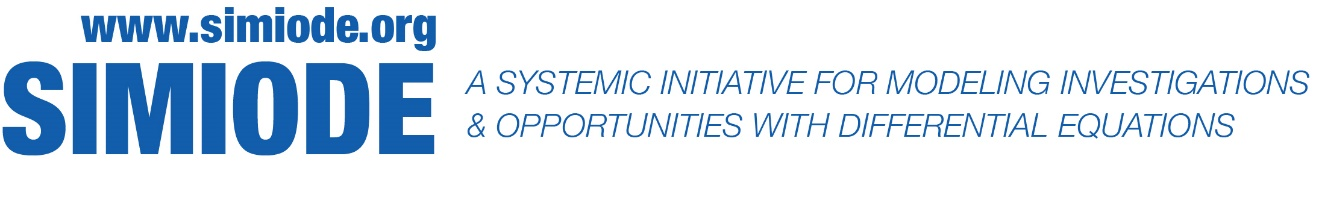 www.simiode.org
SIMIODE
A SYSTEMIC INITIATIVE FOR MODELING INVESTIGATIONS
& OPPORTUNITIES WITH DIFFERENTIAL EQUATIONS